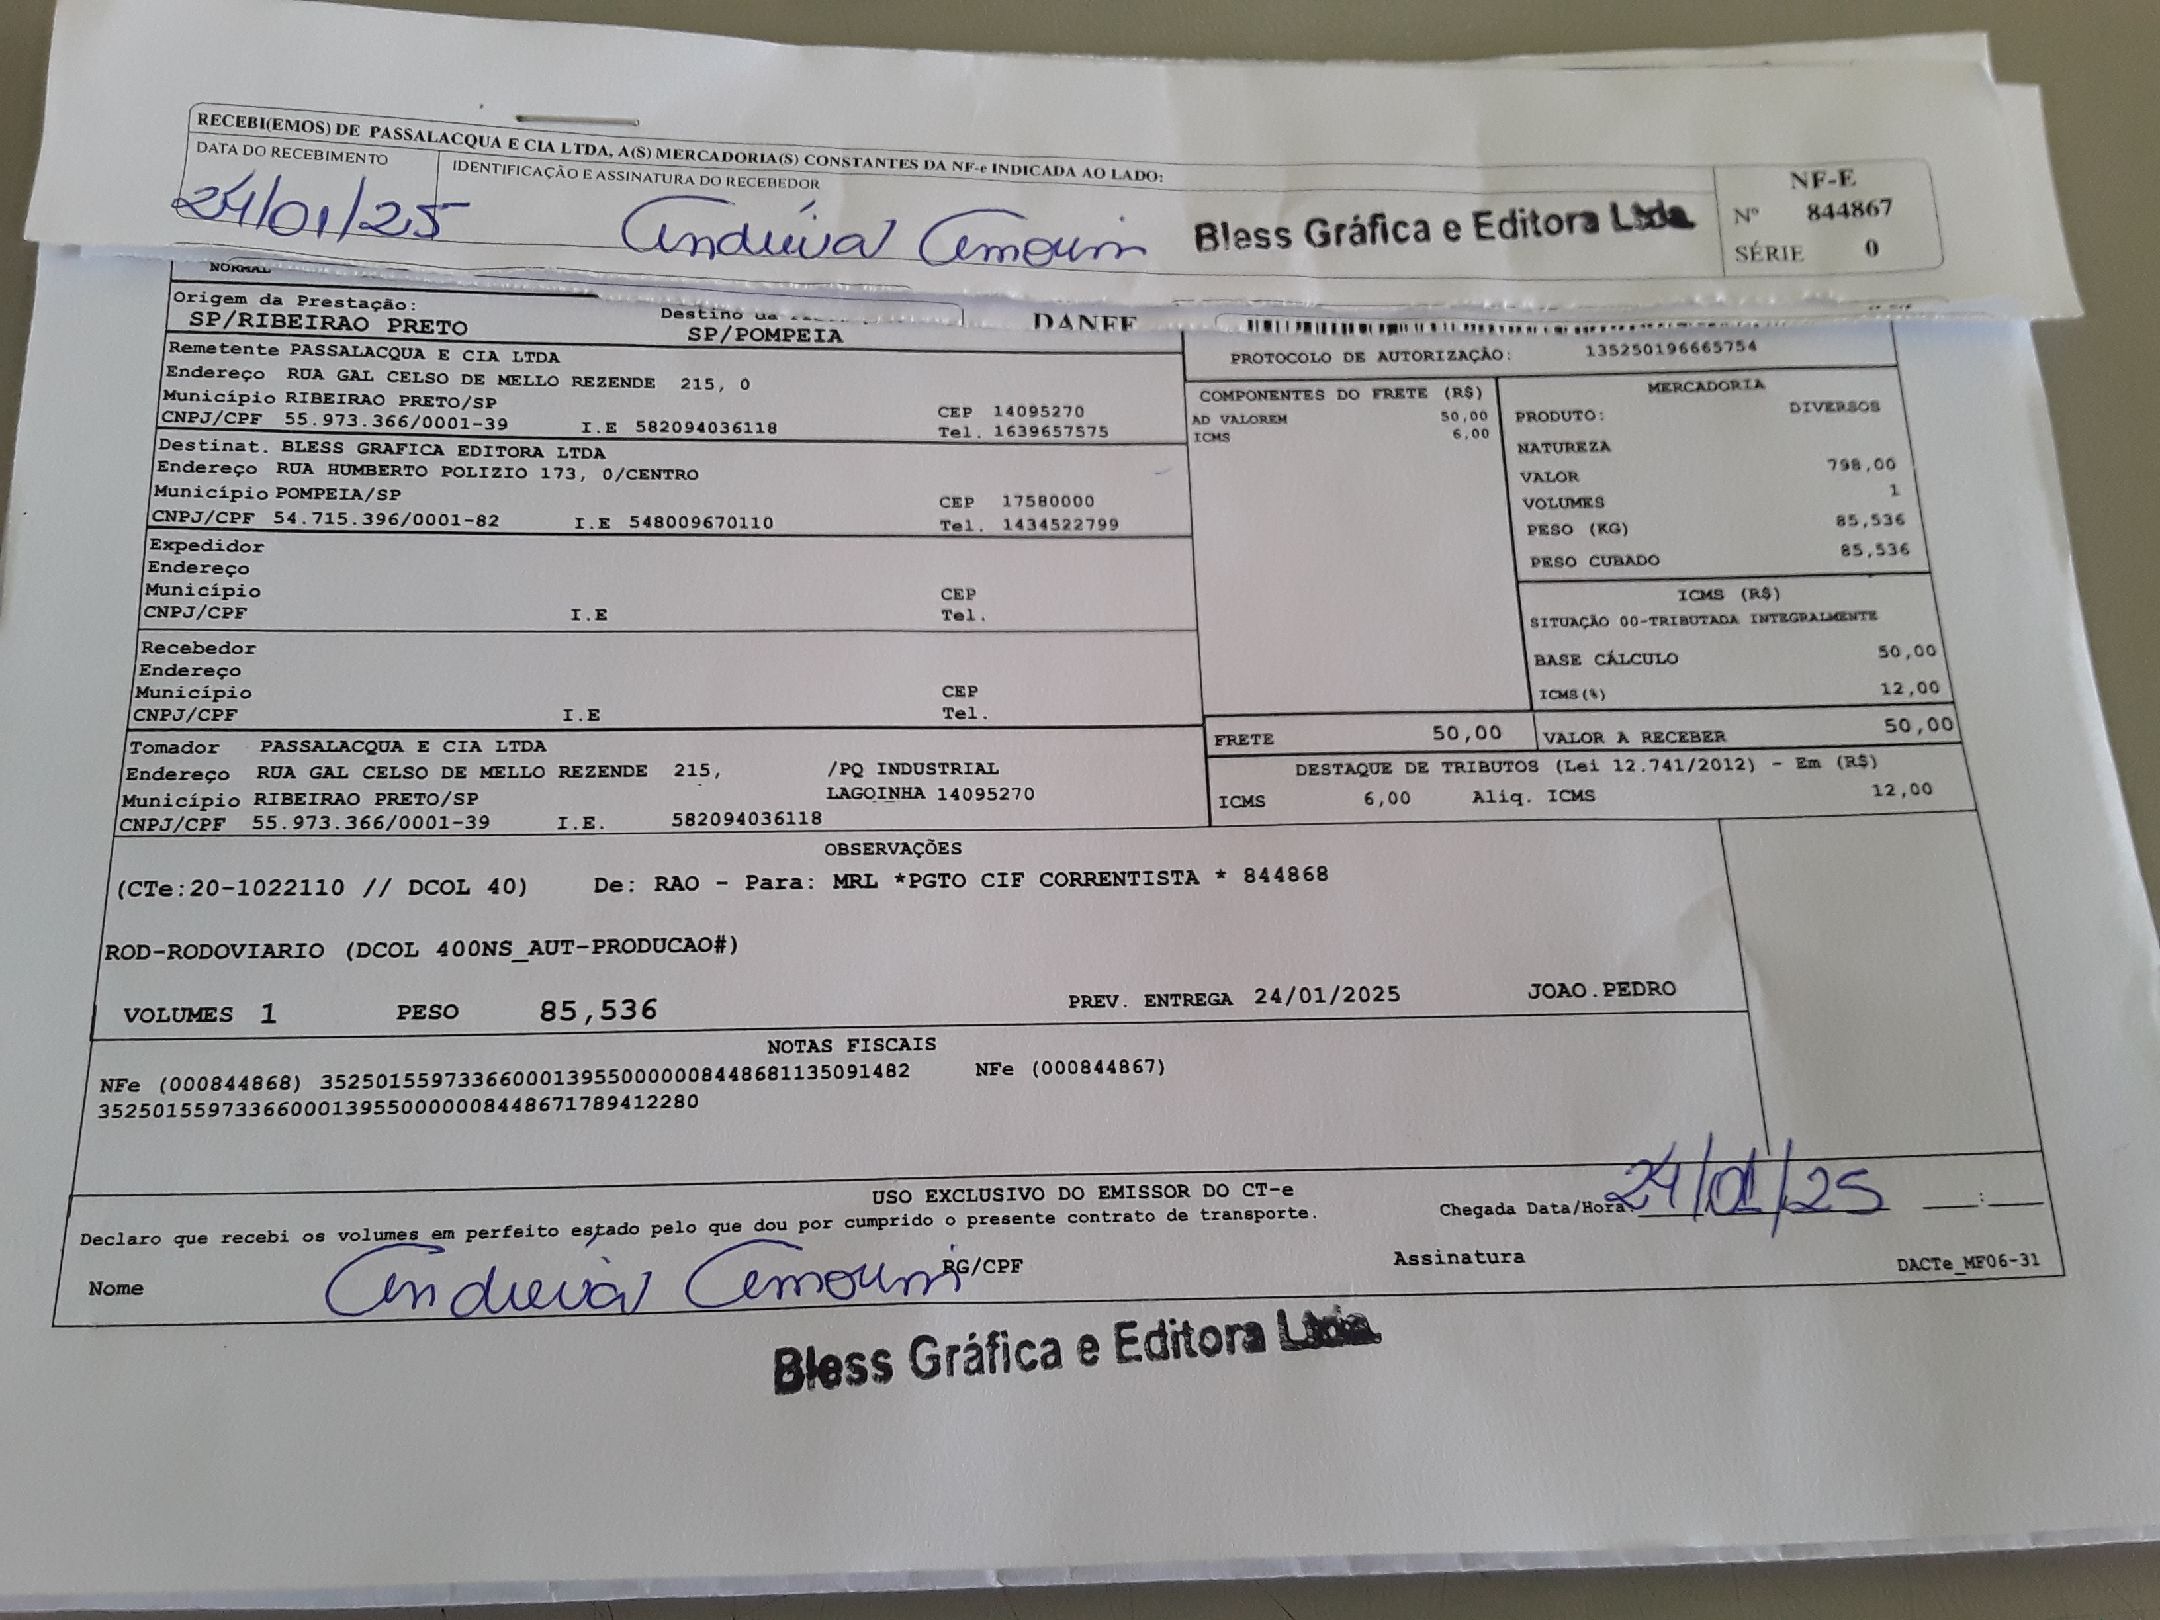 RECEBI(EMOS) DE PASSALACQUA E CIA LTDA, A(S) MERCADORIA(S) CONSTANTES DA NF-e INDICADA AO LADO:
DATA DO RECEBIMENTO IDENTIFICAÇÃO E ASSINATURA DO RECEBEDOR
24/01/25
Bless Gráfica e Editora Ltda
NF-E
Nº 844867
SÉRIE 0
NORMAL
Origem da Prestação: Destino
SP/RIBEIRAO PRETO SP/POMPEIA
DANFE
Remetente PASSALACQUA E CIA LTDA
Endereço RUA GAL CELSO DE MELLO REZENDE 215, 0
Município RIBEIRAO PRETO/SP CEP 14095270
CNPJ/CPF 55.973.366/0001-39 I.E 582094036118 Tel. 1639657575
Destinat. BLESS GRAFICA EDITORA LTDA
Endereço RUA HUMBERTO POLIZIO 173, 0/CENTRO
Município POMPEIA/SP CEP 17580000
CNPJ/CPF 54.715.396/0001-82 I.E 548009670110 Tel. 1434522799
Expedidor
Endereço
Município CEP
CNPJ/CPF I.E Tel.
Recebedor
Endereço
Município CEP
CNPJ/CPF I.E Tel.
Tomador PASSALACQUA E CIA LTDA
Endereço RUA GAL CELSO DE MELLO REZENDE 215, /PQ INDUSTRIAL
Município RIBEIRAO PRETO/SP LAGOINHA 14095270
CNPJ/CPF 55.973.366/0001-39 I.E. 582094036118
PROTOCOLO DE AUTORIZAÇÃO: 135250196665754
COMPONENTES DO FRETE (R$)
AD VALOREM 50,00
ICMS 6,00
MERCADORIA
PRODUTO: DIVERSOS
NATUREZA
VALOR 798,00
VOLUMES 1
PESO (KG) 85,536
PESO CUBADO 85,536
ICMS (R$)
SITUAÇÃO 00-TRIBUTADA INTEGRALMENTE
BASE CÁLCULO 50,00
ICMS(%) 12,00
FRETE 50,00 VALOR A RECEBER 50,00
DESTAQUE DE TRIBUTOS (Lei 12.741/2012) - Em (R$)
ICMS 6,00 Aliq. ICMS 12,00
OBSERVAÇÕES
(CTe:20-1022110 // DCOL 40) De: RAO - Para: MRL *PGTO CIF CORRENTISTA * 844868
ROD-RODOVIARIO (DCOL 400NS_AUT-PRODUCAO#)
VOLUMES 1 PESO 85,536 PREV. ENTREGA 24/01/2025 JOAO.PEDRO
NOTAS FISCAIS
NFe (000844868) 35250155973366000139550000008448681135091482 NFe (000844867)
35250155973366000139550000008448671789412280
USO EXCLUSIVO DO EMISSOR DO CT-e
Declaro que recebi os volumes em perfeito estado pelo que dou por cumprido o presente contrato de transporte.
Chegada Data/Hora: 24/01/25 :
Nome RG/CPF Assinatura DACTe_MF06-31
Bless Gráfica e Editora Ltda